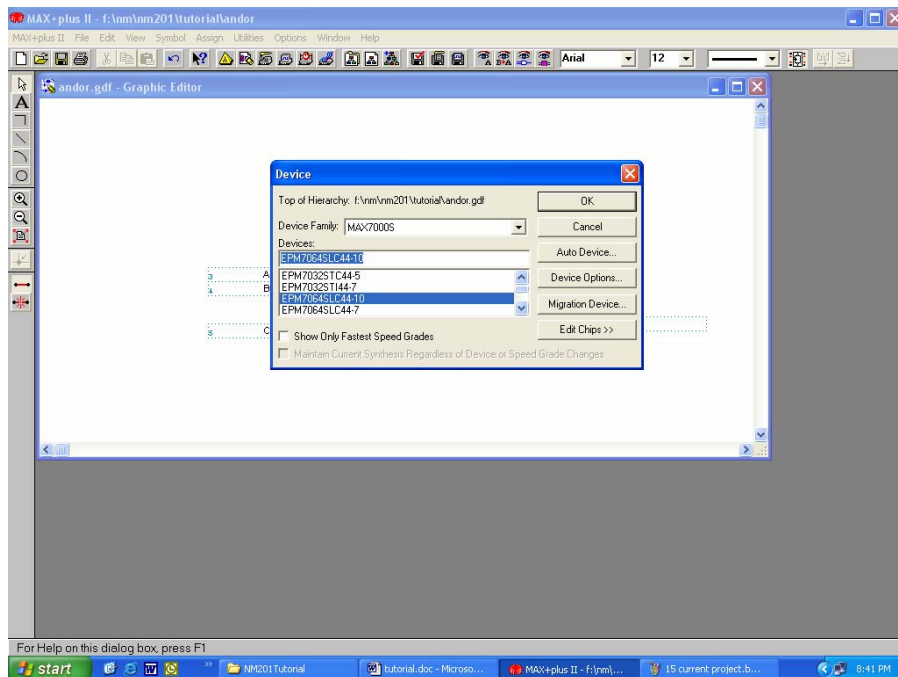 MAX+plus II - f:\nm\nm201\tutorial\andor
MAX+plus II File Edit View Symbol Assign Utilities Options Window Help
Arial 12
andor.gdf - Graphic Editor
Device
Top of Hierarchy: f:\nm\nm201\tutorial\andor.gdf
OK
Device Family: MAX7000S
Cancel
Devices:
Auto Device...
EPM7064SLC44-10
EPM7032STC44-5
Device Options...
EPM7032STI44-7
EPM7064SLC44-10
Migration Device...
EPM7064SLC44-7
Edit Chips >>
Show Only Fastest Speed Grades
Maintain Current Synthesis Regardless of Device or Speed Grade Changes
3 A
4 B
5 C
For Help on this dialog box, press F1
start NM201Tutorial tutorial.doc - Microso... MAX+plus II - f:\nm\... 15 current project.b... 8:41 PM